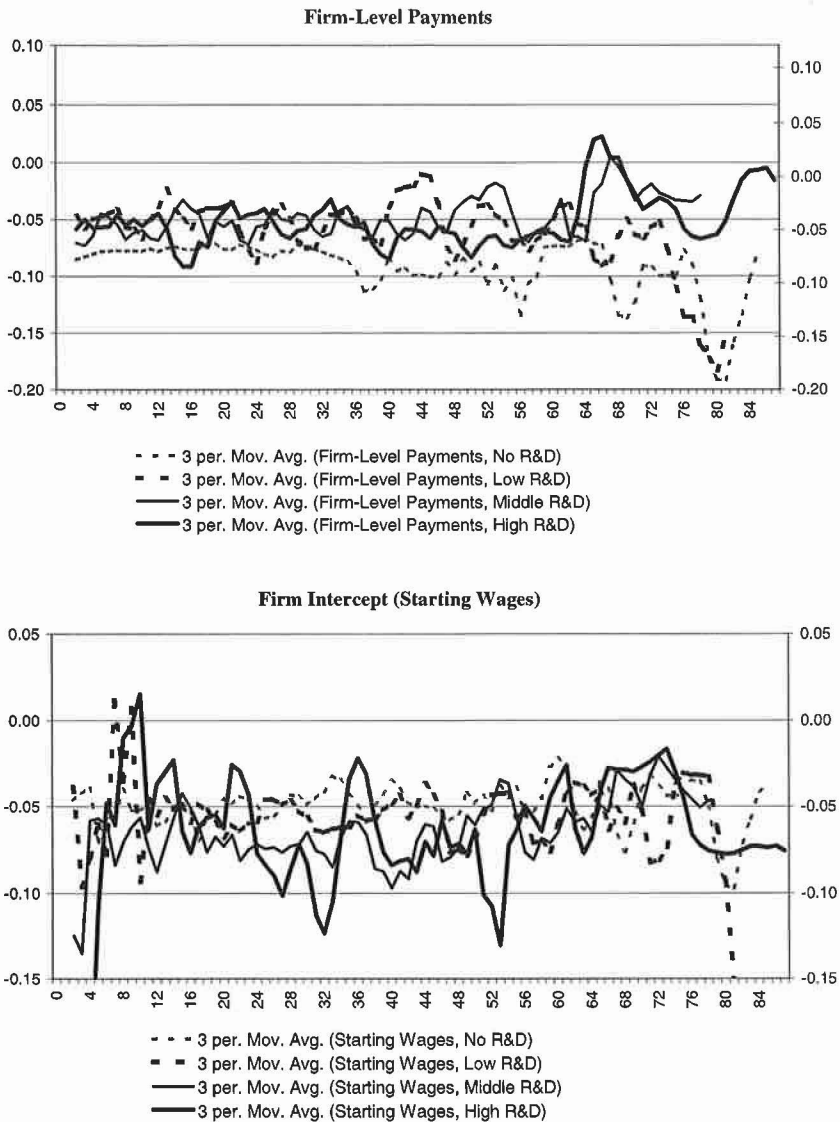 Firm-Level Payments
0.10
0.05
0.00
-0.05
-0.10
-0.15
-0.20
0.10
0.05
0.00
-0.05
-0.10
-0.15
-0.20
0 4 8 12 16 20 24 28 32 36 40 44 48 52 56 60 64 68 72 76 80 84
3 per. Mov. Avg. (Firm-Level Payments, No R&D)
3 per. Mov. Avg. (Firm-Level Payments, Low R&D)
3 per. Mov. Avg. (Firm-Level Payments, Middle R&D)
3 per. Mov. Avg. (Firm-Level Payments, High R&D)
Firm Intercept (Starting Wages)
0.05
0.00
-0.05
-0.10
-0.15
0.05
0.00
-0.05
-0.10
-0.15
0 4 8 12 16 20 24 28 32 36 40 44 48 52 56 60 64 68 72 76 80 84
3 per. Mov. Avg. (Starting Wages, No R&D)
3 per. Mov. Avg. (Starting Wages, Low R&D)
3 per. Mov. Avg. (Starting Wages, Middle R&D)
3 per. Mov. Avg. (Starting Wages, High R&D)